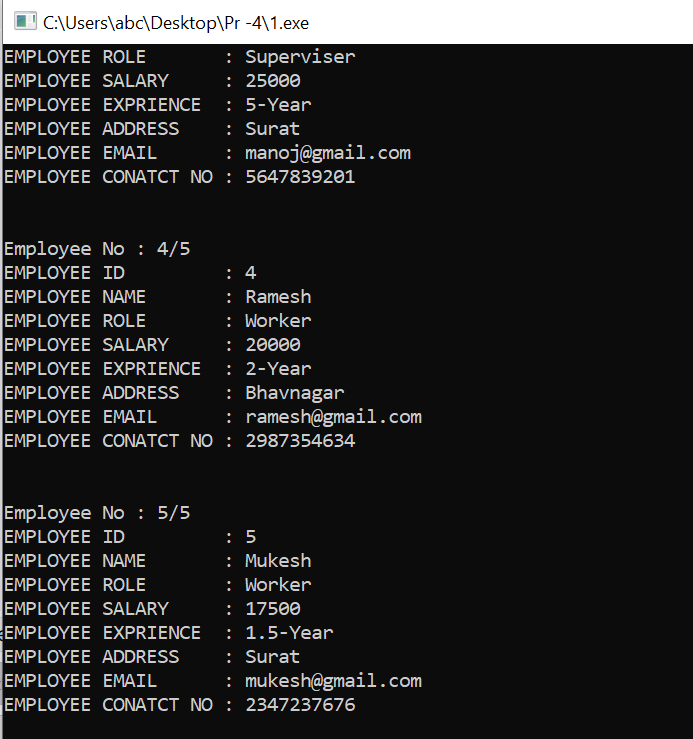 C:\Users\abc\Desktop\Pr -4\1.exe
EMPLOYEE ROLE       : Superviser
EMPLOYEE SALARY     : 25000
EMPLOYEE EXPRIENCE  : 5-Year
EMPLOYEE ADDRESS    : Surat
EMPLOYEE EMAIL      : manoj@gmail.com
EMPLOYEE CONATCT NO : 5647839201
Employee No : 4/5
EMPLOYEE ID         : 4
EMPLOYEE NAME       : Ramesh
EMPLOYEE ROLE       : Worker
EMPLOYEE SALARY     : 20000
EMPLOYEE EXPRIENCE  : 2-Year
EMPLOYEE ADDRESS    : Bhavnagar
EMPLOYEE EMAIL      : ramesh@gmail.com
EMPLOYEE CONATCT NO : 2987354634
Employee No : 5/5
EMPLOYEE ID         : 5
EMPLOYEE NAME       : Mukesh
EMPLOYEE ROLE       : Worker
EMPLOYEE SALARY     : 17500
EMPLOYEE EXPRIENCE  : 1.5-Year
EMPLOYEE ADDRESS    : Surat
EMPLOYEE EMAIL      : mukesh@gmail.com
EMPLOYEE CONATCT NO : 2347237676